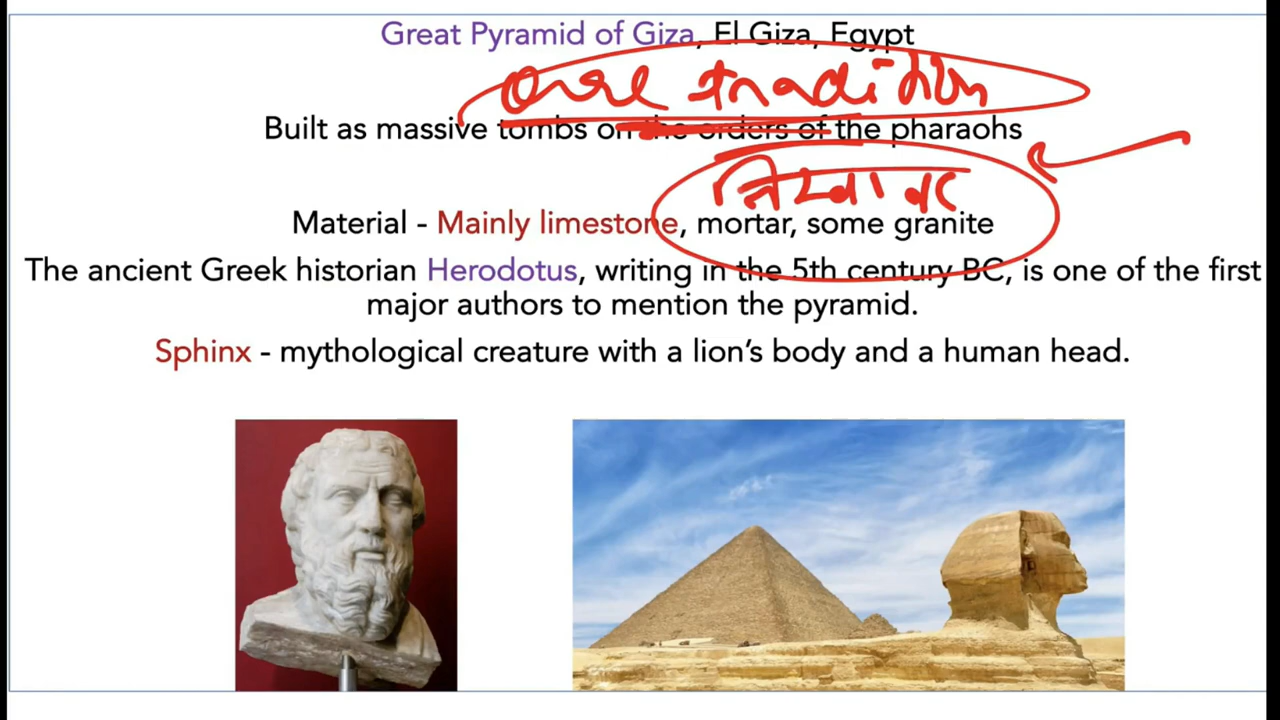 Great Pyramid of Giza, El Giza, Egypt
oral tradition
Built as massive tombs on the orders of the pharaohs
Material - Mainly limestone, mortar, some granite
The ancient Greek historian Herodotus, writing in the 5th century BC, is one of the first
major authors to mention the pyramid.
Sphinx - mythological creature with a lion's body and a human head.